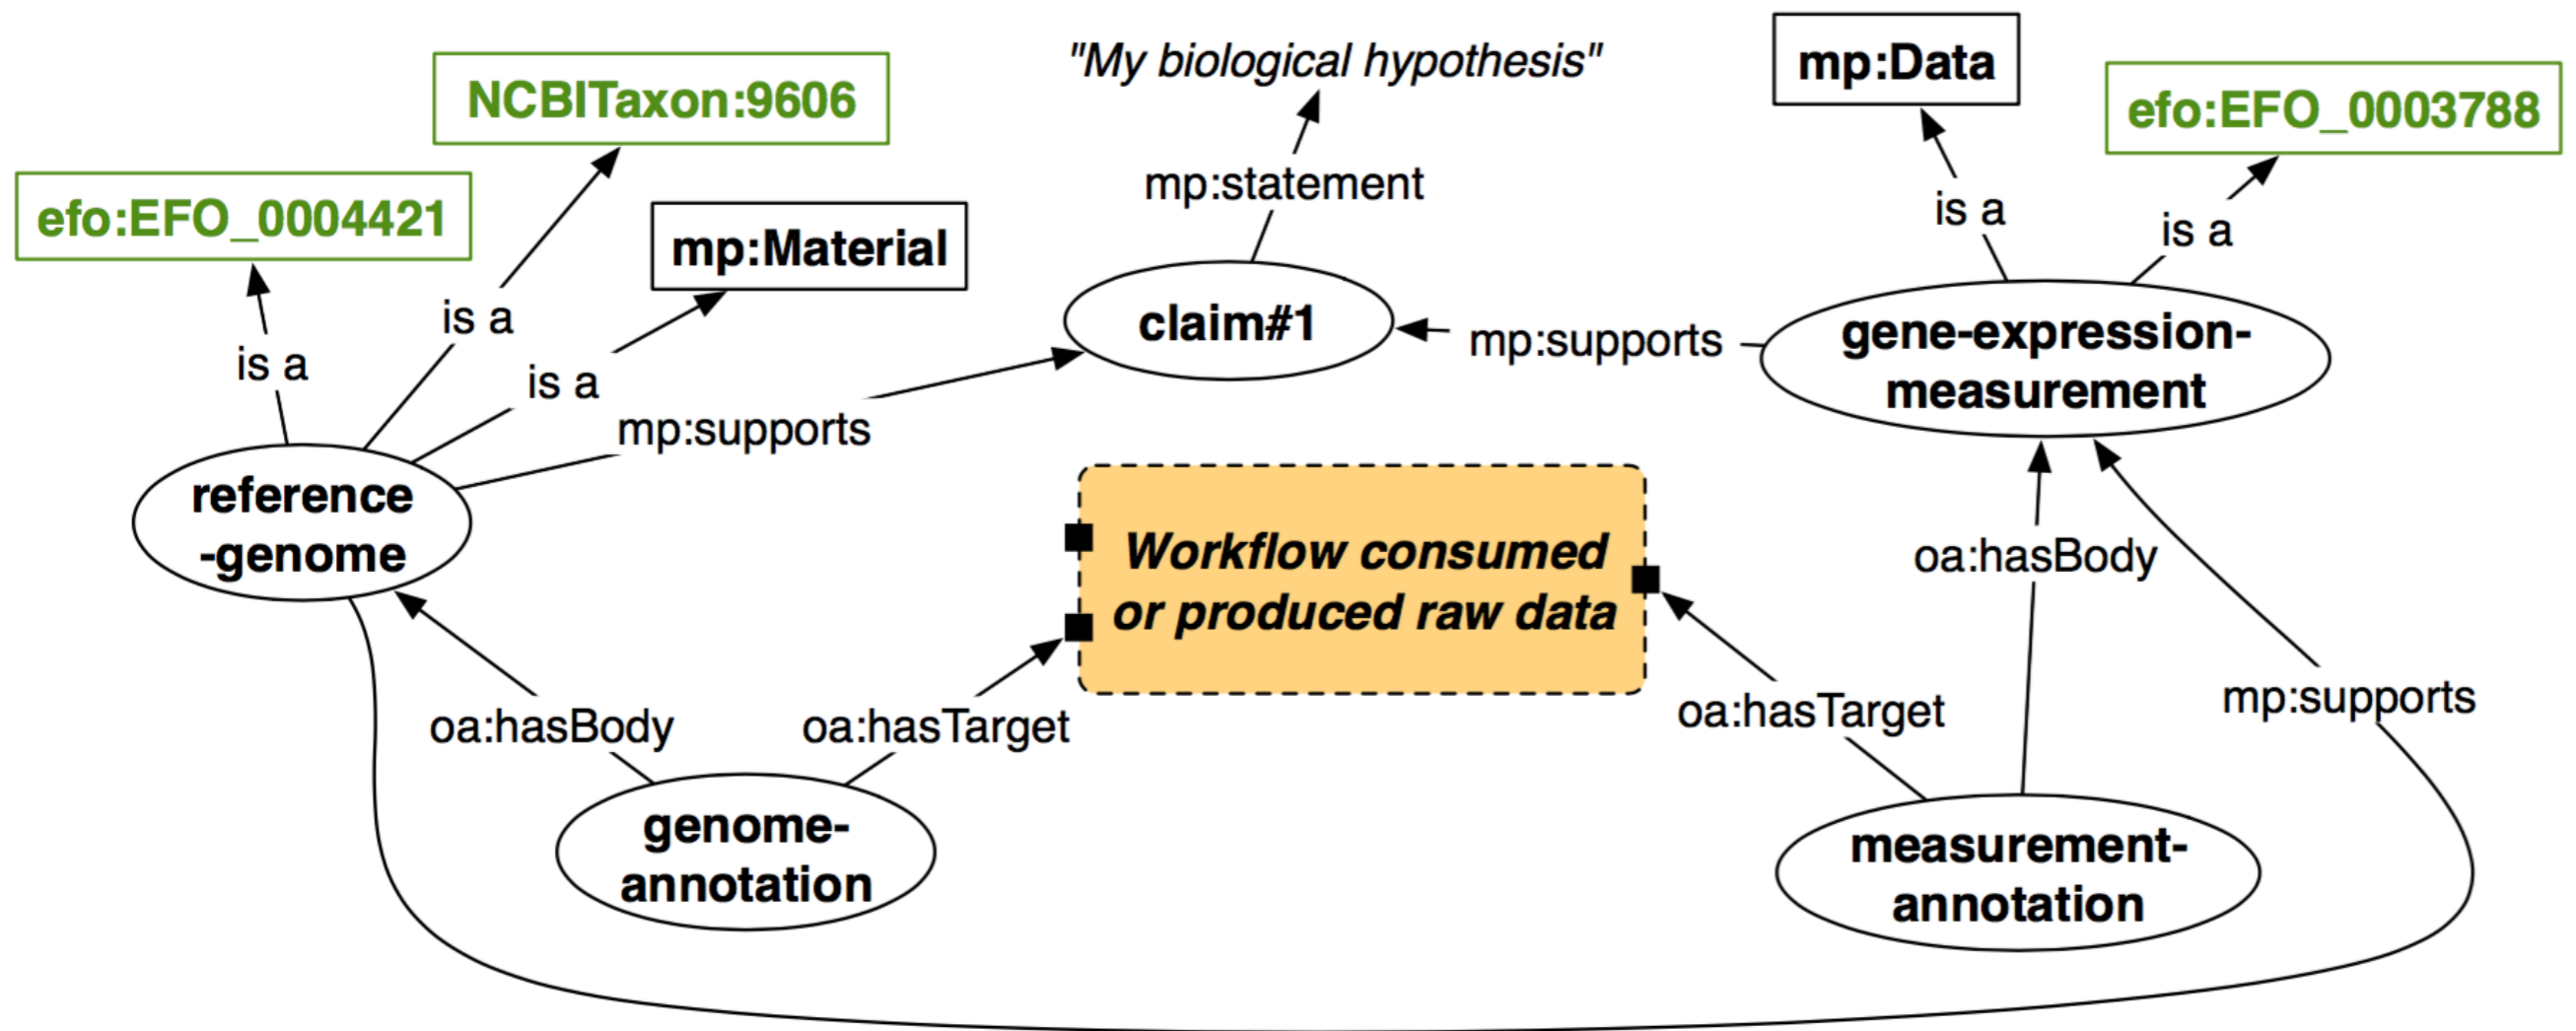 "My biological hypothesis"
mp:Data
NCBITaxon:9606
efo:EFO_0003788
efo:EFO_0004421
mp:Material
mp:statement
is a
is a
is a
is a
is a
claim#1
mp:supports
gene-expression-
measurement
mp:supports
reference
-genome
Workflow consumed
or produced raw data
oa:hasBody
oa:hasBody
oa:hasTarget
oa:hasTarget
mp:supports
genome-
annotation
measurement-
annotation